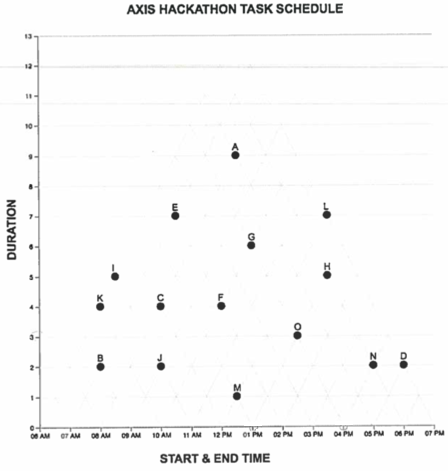 AXIS HACKATHON TASK SCHEDULE
13
12
11
10
A
9
8
E L
7
G
6
I H
5
K C F
4
O
3
B J N D
2
M
1
0
DURATION
06 AM 07 AM 08 AM 09 AM 10 AM 11 AM 12 PM 01 PM 02 PM 03 PM 04 PM 05 PM 06 PM 07 PM
START & END TIME